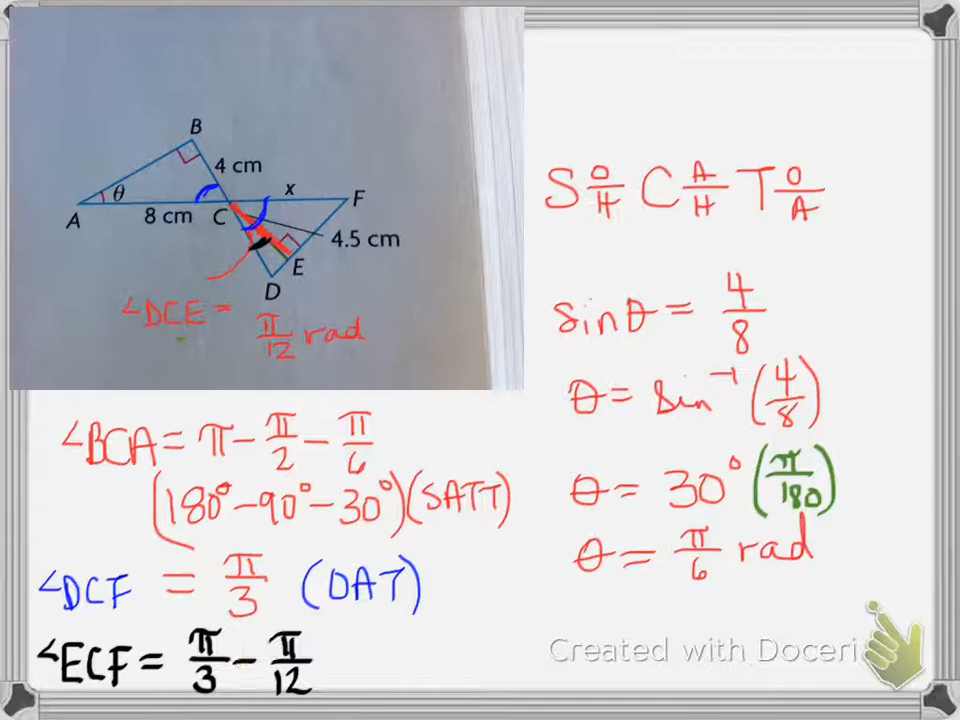 B
4 cm
θ
x
F
A
8 cm
C
4.5 cm
E
D
∠DCE = π/12 rad
S O/H C A/H T O/A
sinθ = 4/8
θ = sin⁻¹ (4/8)
θ = 30° (π/180)
θ = π/6 rad
∠BCA = π - π/2 - π/6
(180° - 90° - 30°) (SATT)
∠DCF = π/3 (OAT)
∠ECF = π/3 - π/12
Created with Doceri